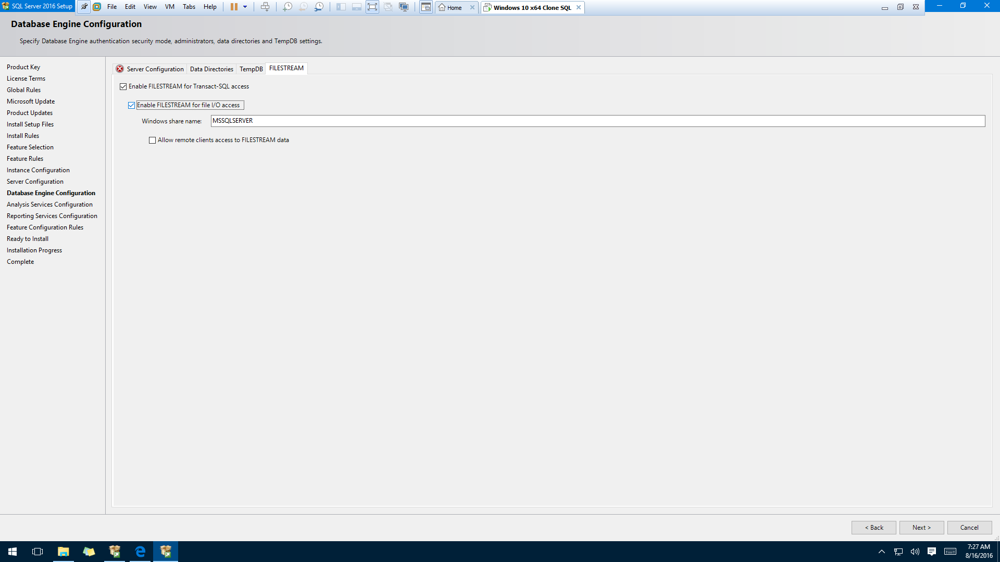 SQL Server 2016 Setup
File Edit View VM Tabs Help
Home
Windows 10 x64 Clone SQL
Database Engine Configuration
Specify Database Engine authentication security mode, administrators, data directories and TempDB settings.
Product Key
License Terms
Global Rules
Microsoft Update
Product Updates
Install Setup Files
Install Rules
Feature Selection
Feature Rules
Instance Configuration
Server Configuration
Database Engine Configuration
Analysis Services Configuration
Reporting Services Configuration
Feature Configuration Rules
Ready to Install
Installation Progress
Complete
Server Configuration Data Directories TempDB FILESTREAM
Enable FILESTREAM for Transact-SQL access
Enable FILESTREAM for file I/O access
Windows share name: MSSQLSERVER
Allow remote clients access to FILESTREAM data
< Back Next > Cancel
7:27 AM
8/16/2016